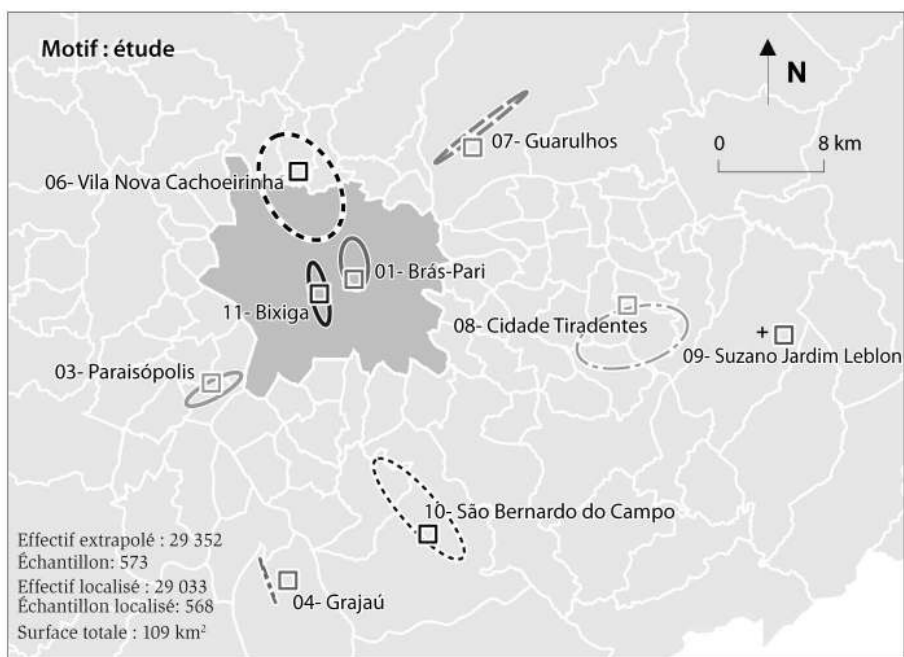 Motif : étude
N
0 8 km
07- Guarulhos
06- Vila Nova Cachoeirinha
01- Brás-Pari
11- Bixiga
08- Cidade Tiradentes
09- Suzano Jardim Leblon
03- Paraisópolis
10- São Bernardo do Campo
04- Grajaú
Effectif extrapolé : 29 352
Échantillon: 573
Effectif localisé : 29 033
Échantillon localisé: 568
Surface totale : 109 km²